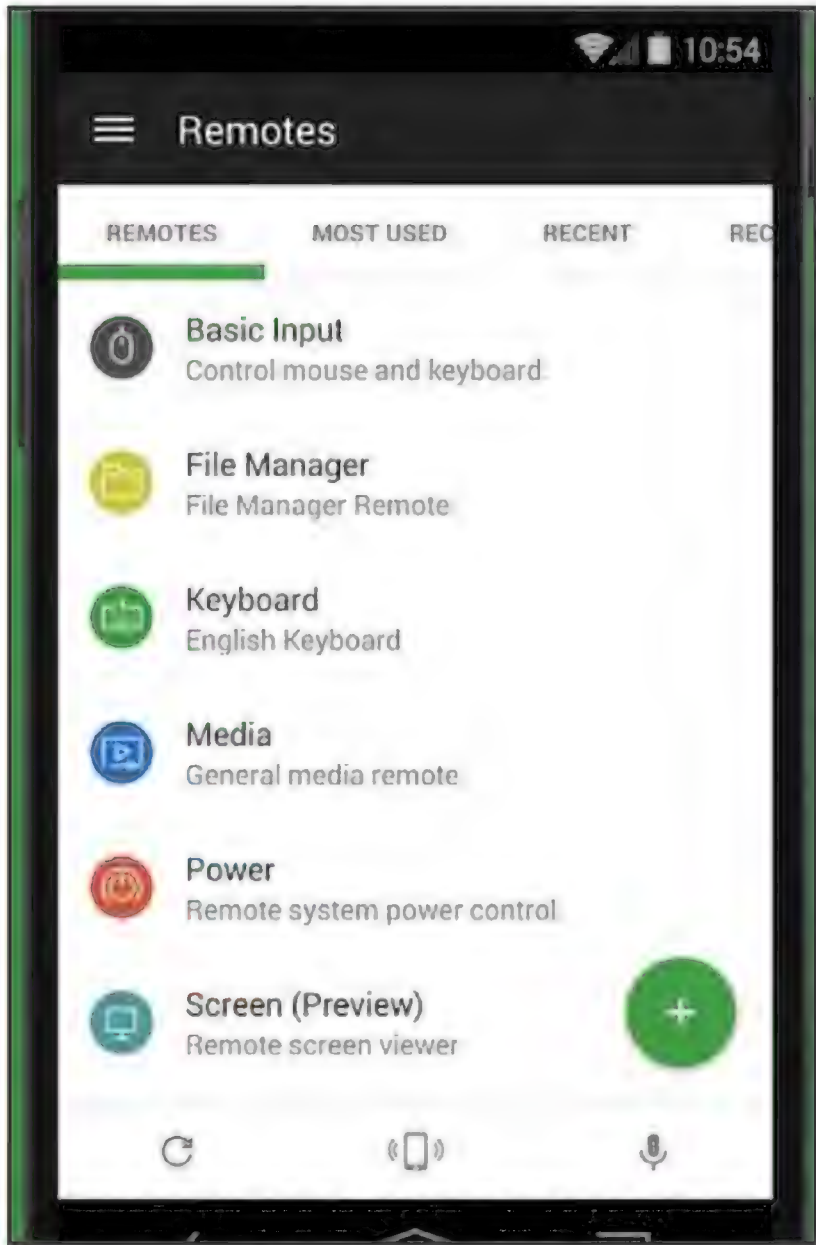 10:54
Remotes
REMOTES MOST USED RECENT REC
Basic Input
Control mouse and keyboard
File Manager
File Manager Remote
Keyboard
English Keyboard
Media
General media remote
Power
Remote system power control
Screen (Preview)
Remote screen viewer